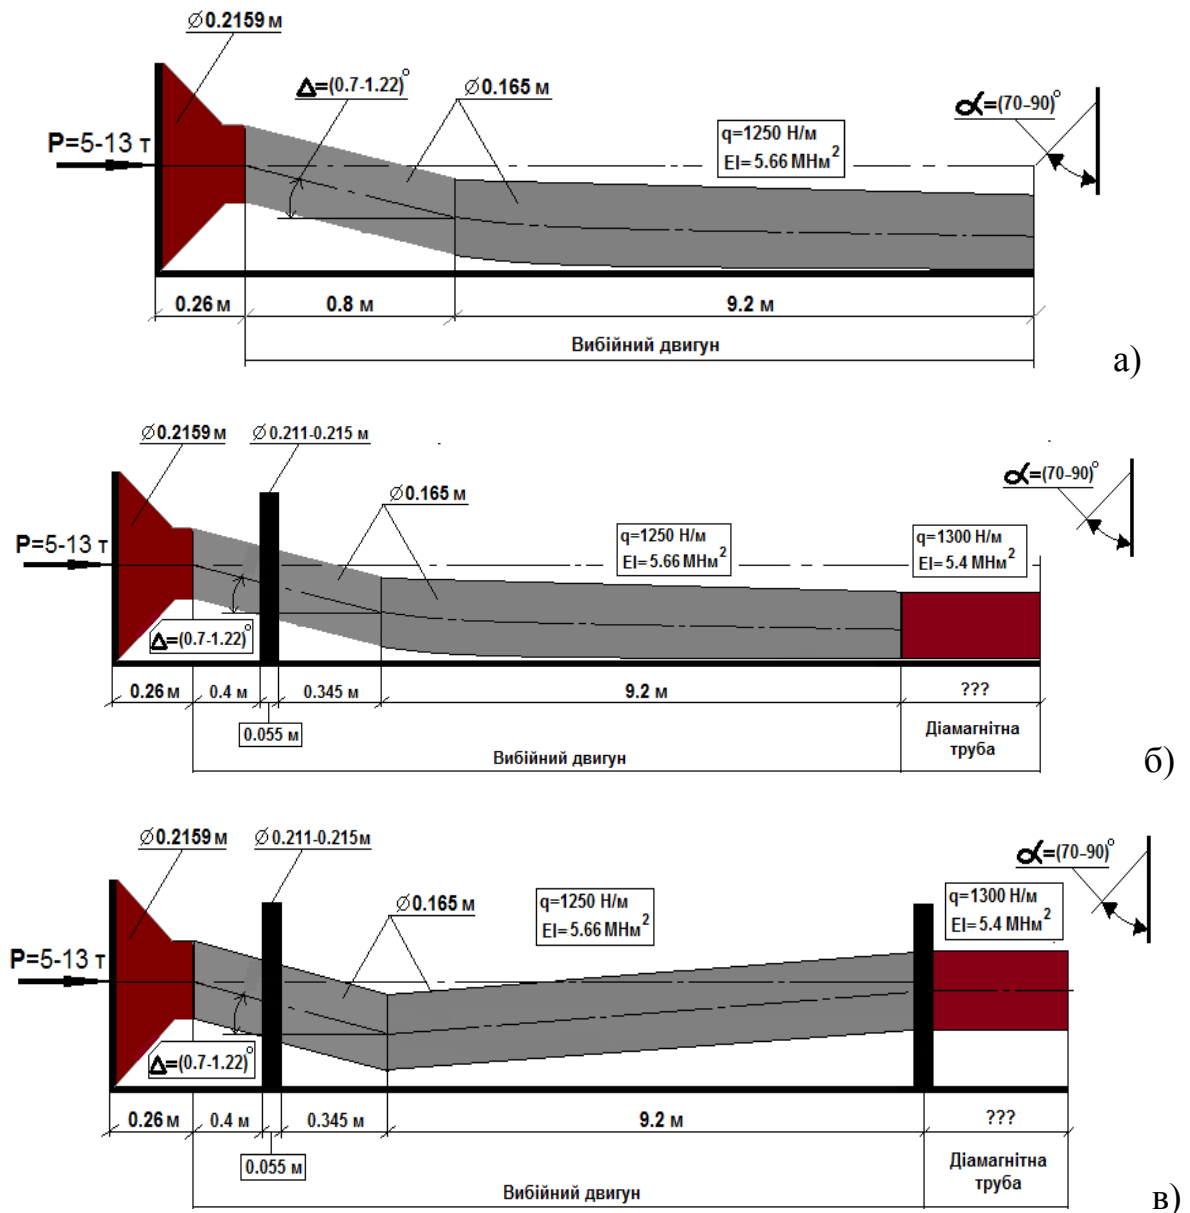 ∅0.2159 м
Δ=(0.7-1.22)°
∅0.165 м
α=(70-90)°
q=1250 Н/м
EI= 5.66 МНм²
P=5-13 т
0.26 м
0.8 м
9.2 м
Вибійний двигун
а)
∅0.2159 м
∅0.211-0.215 м
∅0.165 м
α=(70-90)°
q=1250 Н/м
EI= 5.66 МНм²
q=1300 Н/м
EI= 5.4 МНм²
P=5-13 т
Δ=(0.7-1.22)°
0.26 м
0.4 м
0.345 м
9.2 м
???
0.055 м
Діамагнітна
труба
Вибійний двигун
б)
∅0.2159 м
∅0.211-0.215м
∅0.165 м
α=(70-90)°
q=1250 Н/м
EI= 5.66 МНм²
q=1300 Н/м
EI= 5.4 МНм²
P=5-13 т
Δ=(0.7-1.22)°
0.26 м
0.4 м
0.345 м
9.2 м
???
0.055 м
Діамагнітна
труба
Вибійний двигун
в)